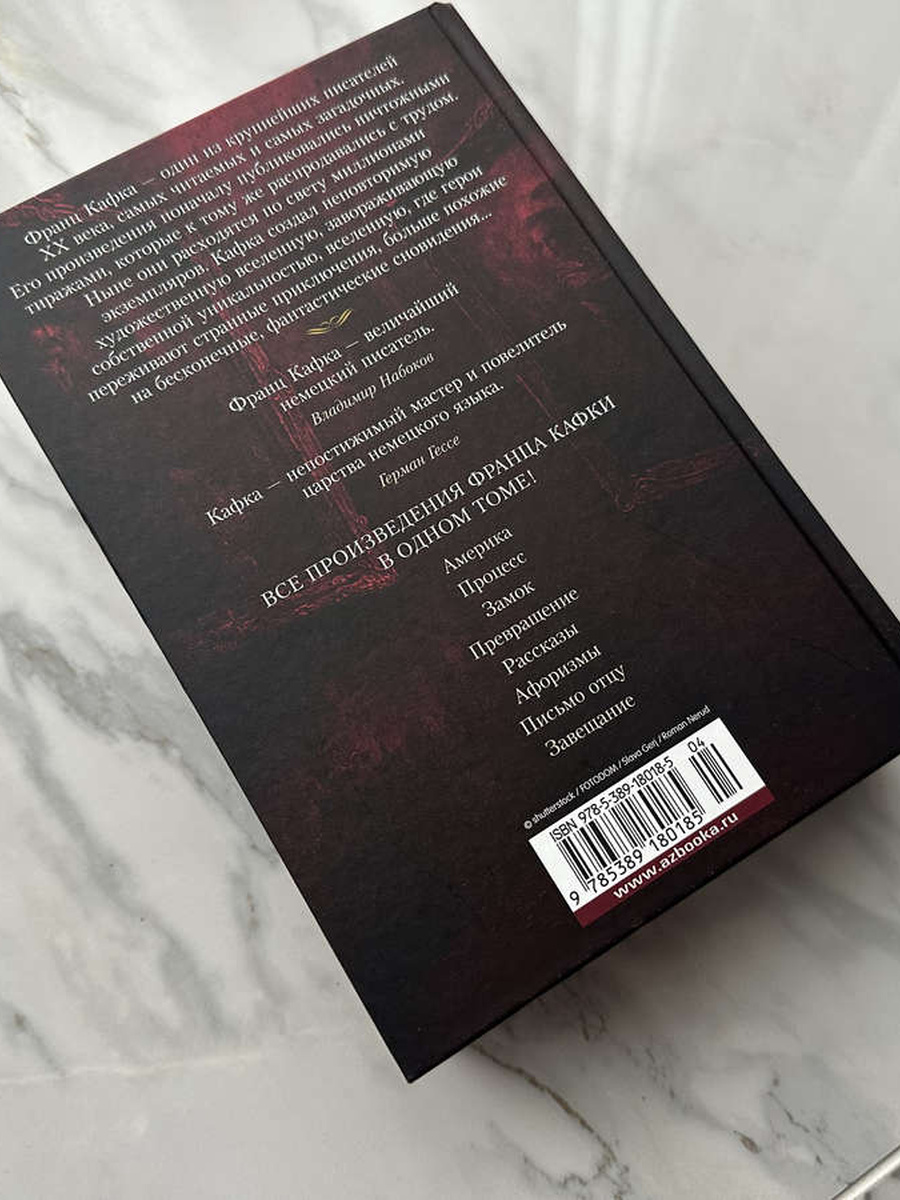 Франц Кафка — один из крупнейших писателей
XX века, самых читаемых и самых загадочных.
Его произведения поначалу публиковались ничтожными
тиражами, которые к тому же распродавались с трудом.
Ныне они расходятся по свету миллионами
экземпляров. Кафка создал неповторимую
художественную вселенную, завораживающую
собственной уникальностью, вселенную, где герои
переживают странные приключения, больше похожие
на бесконечные, фантастические сновидения...
Франц Кафка — величайший
немецкий писатель.
Владимир Набоков
Кафка — непостижимый мастер и повелитель
царства немецкого языка.
Герман Гессе
ВСЕ ПРОИЗВЕДЕНИЯ ФРАНЦА КАФКИ
В ОДНОМ ТОМЕ!
Америка
Процесс
Замок
Превращение
Рассказы
Афоризмы
Письмо отцу
Завещание
© shutterstock / FOTODOM / Slava Gerj / Roman Nerud
ISBN 978-5-389-18018-5 04
9 785389 180185
www.azbooka.ru